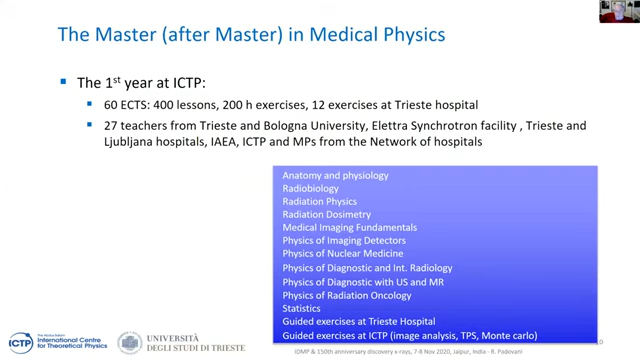 The Master (after Master) in Medical Physics
The 1st year at ICTP:
60 ECTS: 400 lessons, 200 h exercises, 12 exercises at Trieste hospital
27 teachers from Trieste and Bologna University, Elettra Synchrotron facility , Trieste and
Ljubljana hospitals, IAEA, ICTP and MPs from the Network of hospitals
Anatomy and physiology
Radiobiology
Radiation Physics
Radiation Dosimetry
Medical Imaging Fundamentals
Physics of Imaging Detectors
Physics of Nuclear Medicine
Physics of Diagnostic and Int. Radiology
Physics of Diagnostic with US and MR
Physics of Radiation Oncology
Statistics
Guided exercises at Trieste Hospital
Guided exercises at ICTP (image analysis, TPS, Monte carlo)
ICTP
International Centre
for Theoretical Physics
UNIVERSITÀ
DEGLI STUDI DI TRIESTE
IOMP & 150th anniversary discovery x-rays, 7-8 Nov 2020, Jaipur, India - R. Padovani